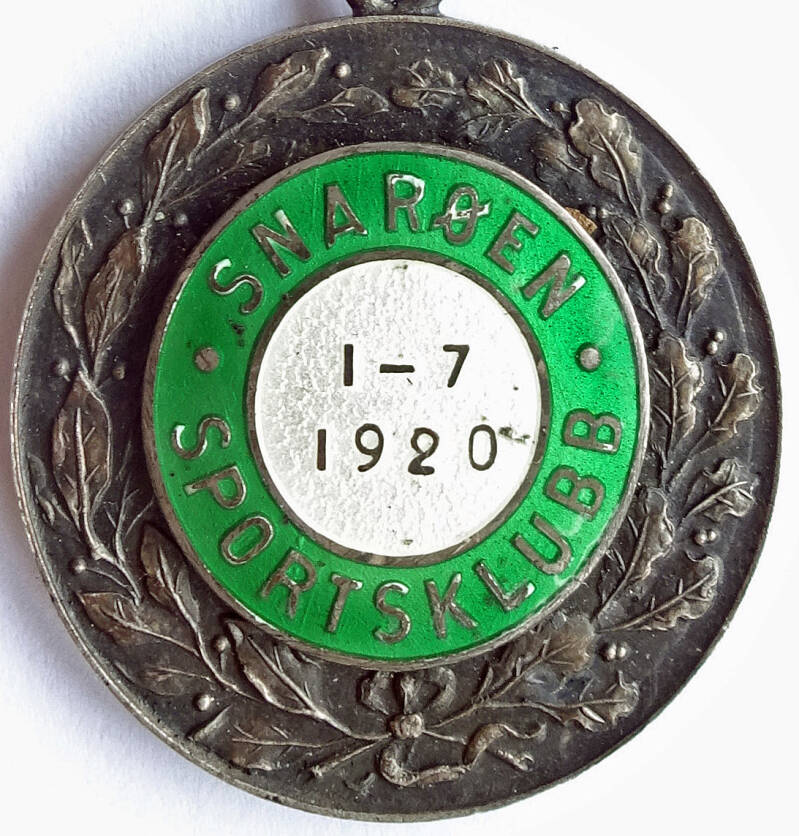 SNARØEN
1-7
1920
SPORTSKLUBB